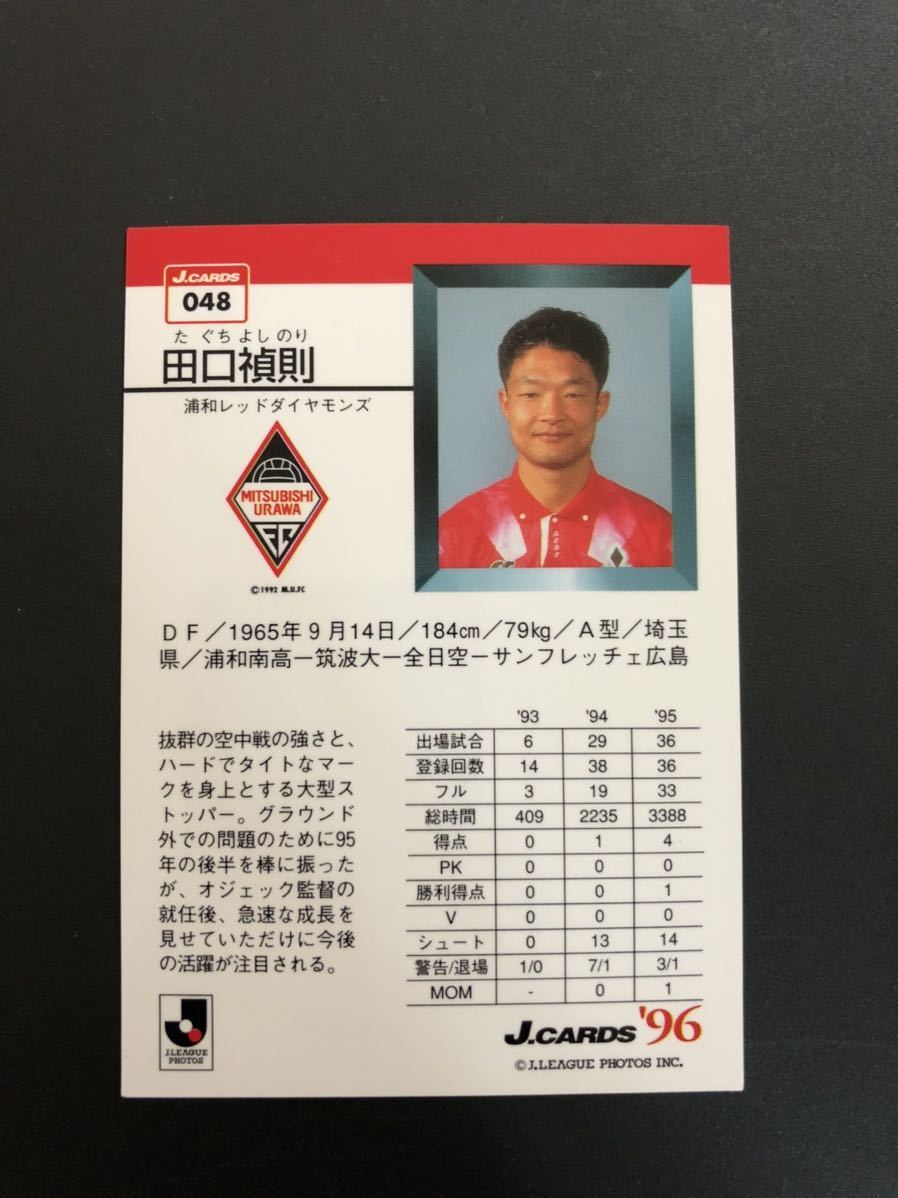 J.CARDS
048
た ぐち よし のり
田口禎則
浦和レッドダイヤモンズ
MITSUBISHI
URAWA
FC
©1992 M.U.FC
DF／1965年9月14日／184cm／79kg／A型／埼玉
県／浦和南高ー筑波大ー全日空ーサンフレッチェ広島
抜群の空中戦の強さと、
ハードでタイトなマー
クを身上とする大型ス
トッパー。グラウンド
外での問題のために95
年の後半を棒に振った
が、オジェック監督の
就任後、急速な成長を
見せていただけに今後
の活躍が注目される。
'93 '94 '95
出場試合 6 29 36
登録回数 14 38 36
フル 3 19 33
総時間 409 2235 3388
得点 0 1 4
PK 0 0 0
勝利得点 0 0 1
V 0 0 0
シュート 0 13 14
警告/退場 1/0 7/1 3/1
MOM - 0 1
J.LEAGUE
PHOTOS
J.CARDS '96
©J.LEAGUE PHOTOS INC.